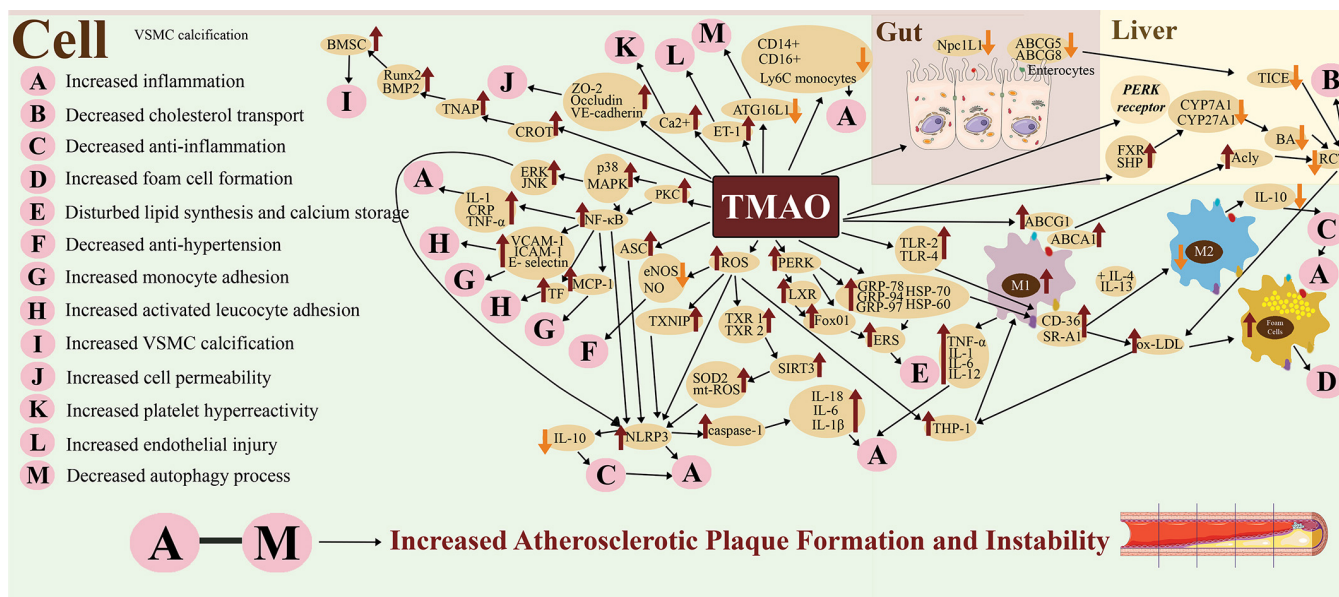 Cell
VSMC calcification
A Increased inflammation
B Decreased cholesterol transport
C Decreased anti-inflammation
D Increased foam cell formation
E Disturbed lipid synthesis and calcium storage
F Decreased anti-hypertension
G Increased monocyte adhesion
H Increased activated leucocyte adhesion
I Increased VSMC calcification
J Increased cell permeability
K Increased platelet hyperreactivity
L Increased endothelial injury
M Decreased autophagy process
BMSC
I
Runx2
BMP2
TNAP
CROT
J
ZO-2
Occludin
VE-cadherin
K
Ca2+
L
ET-1
M
ATG16L1
CD14+
CD16+
Ly6C monocytes
A
Gut
Npc1L1
ABCG5
ABCG8
Enterocytes
Liver
TICE
B
PERK
receptor
CYP7A1
CYP27A1
BA
FXR
SHP
Acly
RC
TMAO
A
ERK
JNK
p38
MAPK
PKC
IL-1
CRP
TNF-α
NF-κB
H
VCAM-1
ICAM-1
E- selectin
G
TF
H
MCP-1
G
ASC
eNOS
NO
F
ROS
TXNIP
TXR 1
TXR 2
SIRT3
SOD2
mt-ROS
PERK
LXR
Fox01
GRP-78
GRP-94
GRP-97
HSP-70
HSP-60
ERS
E
TLR-2
TLR-4
ABCG1
ABCA1
M1
+ IL-4
IL-13
M2
IL-10
C
A
CD-36
SR-A1
ox-LDL
Foam
Cells
D
TNF-α
IL-1
IL-6
IL-12
THP-1
IL-10
NLRP3
caspase-1
IL-18
IL-6
IL-1β
C
A
A
A M Increased Atherosclerotic Plaque Formation and Instability